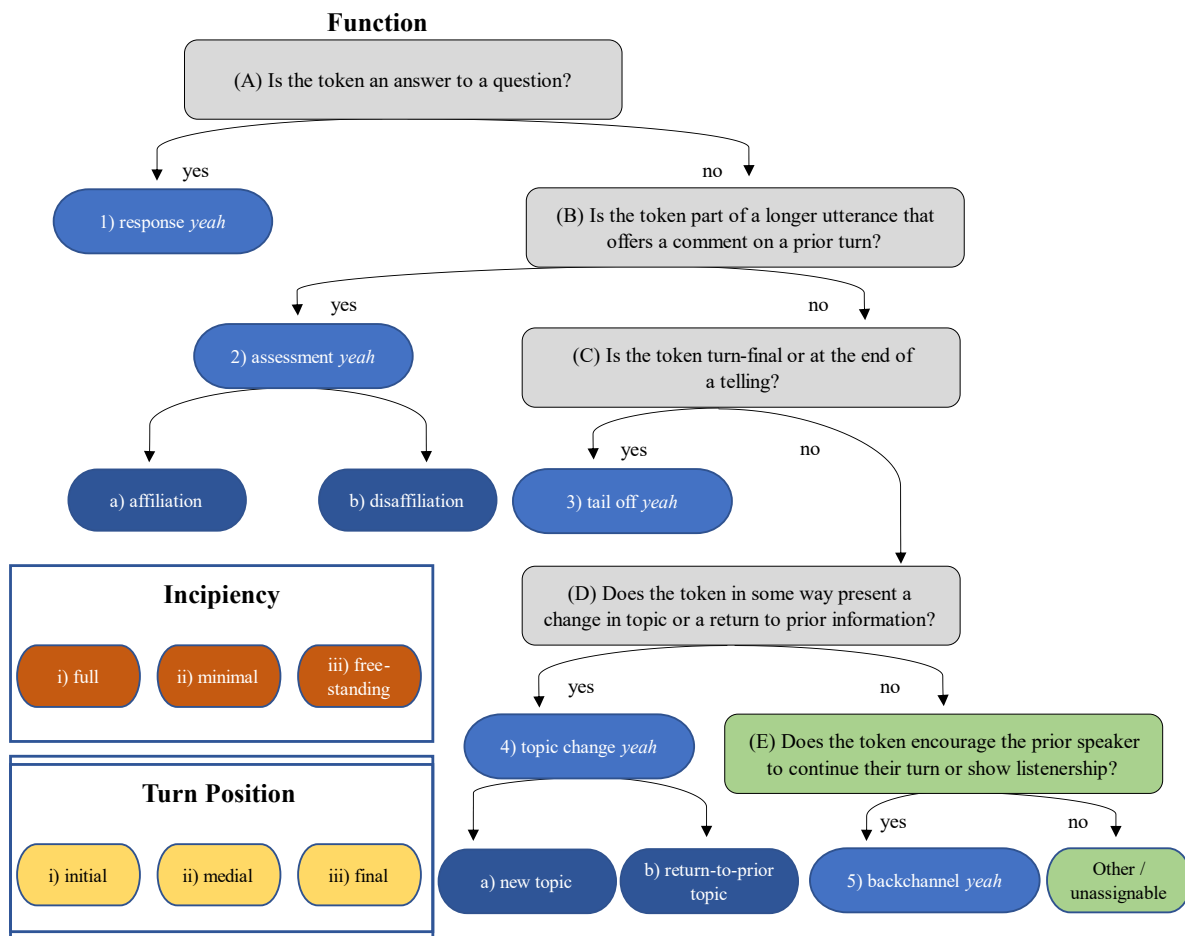 Function
(A) Is the token an answer to a question?
yes
no
1) response yeah
(B) Is the token part of a longer utterance that
offers a comment on a prior turn?
yes
no
2) assessment yeah
(C) Is the token turn-final or at the end of
a telling?
yes
no
a) affiliation
b) disaffiliation
3) tail off yeah
Incipiency
i) full
ii) minimal
iii) free-
standing
(D) Does the token in some way present a
change in topic or a return to prior information?
yes
no
4) topic change yeah
(E) Does the token encourage the prior speaker
to continue their turn or show listenership?
Turn Position
i) initial
ii) medial
iii) final
yes
no
a) new topic
b) return-to-prior
topic
5) backchannel yeah
Other /
unassignable